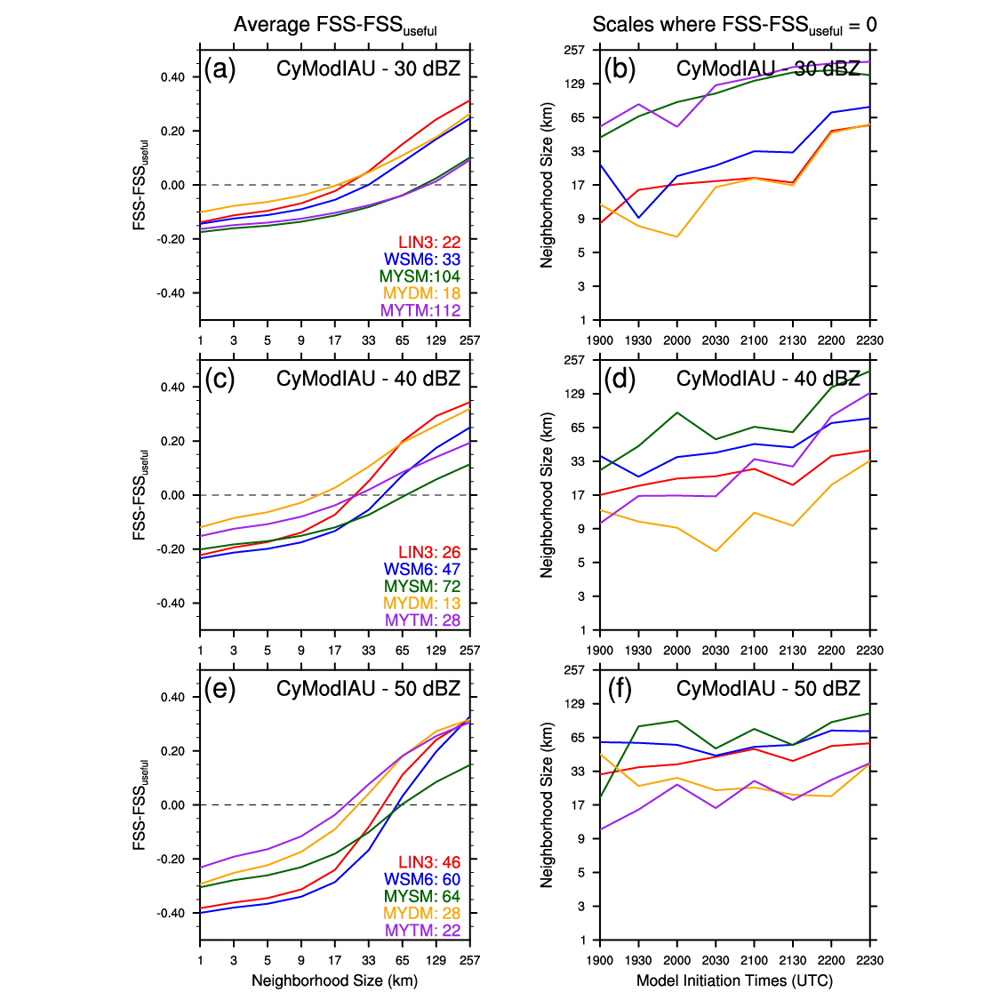 Average FSS-FSSuseful
Scales where FSS-FSSuseful = 0
(a) CyModIAU - 30 dBZ
0.40
0.20
0.00
-0.20
-0.40
FSS-FSSuseful
LIN3: 22
WSM6: 33
MYSM:104
MYDM: 18
MYTM:112
1 3 5 9 17 33 65 129 257
(b) CyModIAU - 30 dBZ
257
129
65
33
17
9
5
3
1
Neighborhood Size (km)
1900 1930 2000 2030 2100 2130 2200 2230
(c) CyModIAU - 40 dBZ
0.40
0.20
0.00
-0.20
-0.40
FSS-FSSuseful
LIN3: 26
WSM6: 47
MYSM: 72
MYDM: 13
MYTM: 28
1 3 5 9 17 33 65 129 257
(d) CyModIAU - 40 dBZ
257
129
65
33
17
9
5
3
1
Neighborhood Size (km)
1900 1930 2000 2030 2100 2130 2200 2230
(e) CyModIAU - 50 dBZ
0.40
0.20
0.00
-0.20
-0.40
FSS-FSSuseful
LIN3: 46
WSM6: 60
MYSM: 64
MYDM: 28
MYTM: 22
1 3 5 9 17 33 65 129 257
Neighborhood Size (km)
(f) CyModIAU - 50 dBZ
257
129
65
33
17
9
5
3
1
Neighborhood Size (km)
1900 1930 2000 2030 2100 2130 2200 2230
Model Initiation Times (UTC)